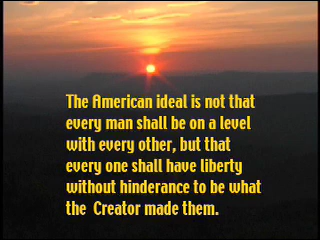 The American ideal is not that
every man shall be on a level
with every other, but that
every one shall have liberty
without hinderance to be what
the Creator made them.